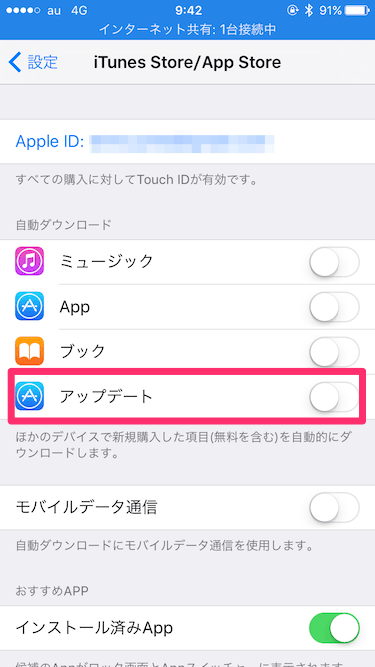 au 4G 9:42 91%
インターネット共有: 1台接続中
設定 iTunes Store/App Store
Apple ID:
すべての購入に対してTouch IDが有効です。
自動ダウンロード
ミュージック
App
ブック
アップデート
ほかのデバイスで新規購入した項目(無料を含む)を自動的にダ
ウンロードします。
モバイルデータ通信
自動ダウンロードにモバイルデータ通信を使用します。
おすすめAPP
インストール済みApp